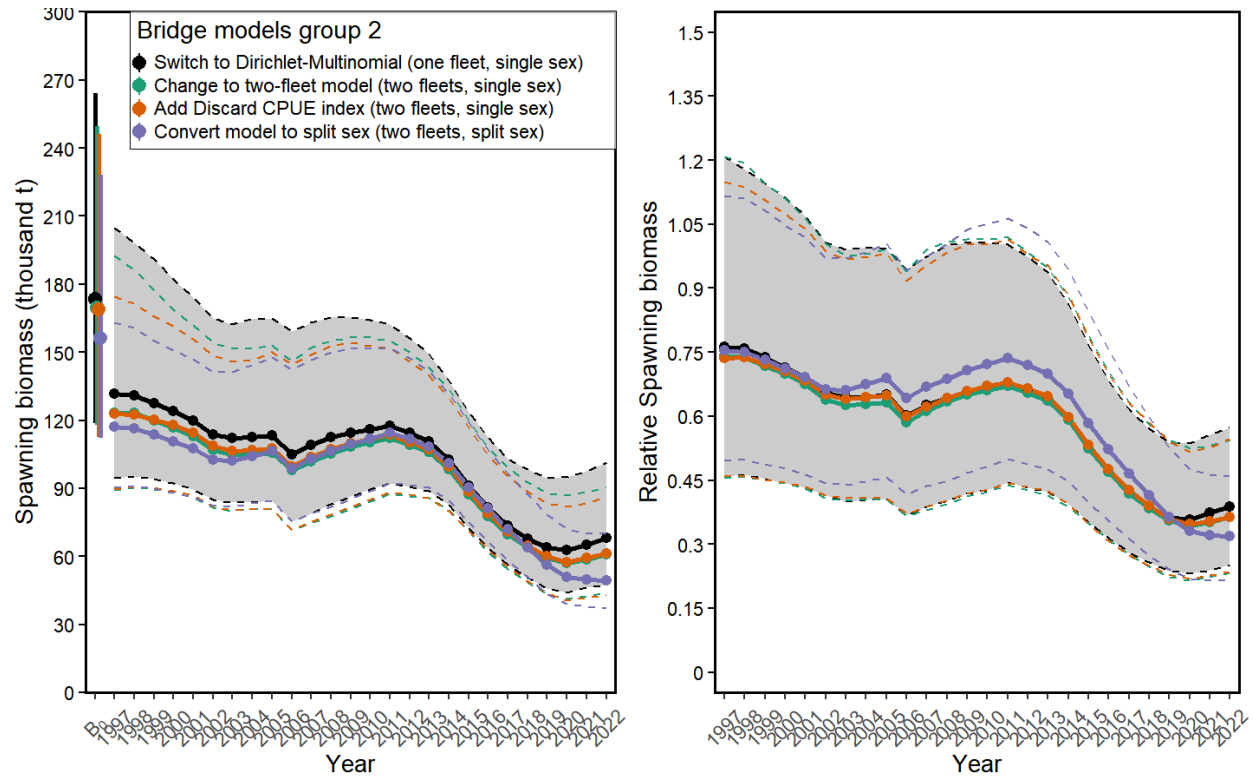 Bridge models group 2
Switch to Dirichlet-Multinomial (one fleet, single sex)
Change to two-fleet model (two fleets, single sex)
Add Discard CPUE index (two fleets, single sex)
Convert model to split sex (two fleets, split sex)
Spawning biomass (thousand t)
300
270
240
210
180
150
120
90
60
30
0
B₀ 1997 1998 1999 2000 2001 2002 2003 2004 2005 2006 2007 2008 2009 2010 2011 2012 2013 2014 2015 2016 2017 2018 2019 2020 2021 2022
Year
Relative Spawning biomass
1.5
1.35
1.2
1.05
0.9
0.75
0.6
0.45
0.3
0.15
0
1997 1998 1999 2000 2001 2002 2003 2004 2005 2006 2007 2008 2009 2010 2011 2012 2013 2014 2015 2016 2017 2018 2019 2020 2021 2022
Year